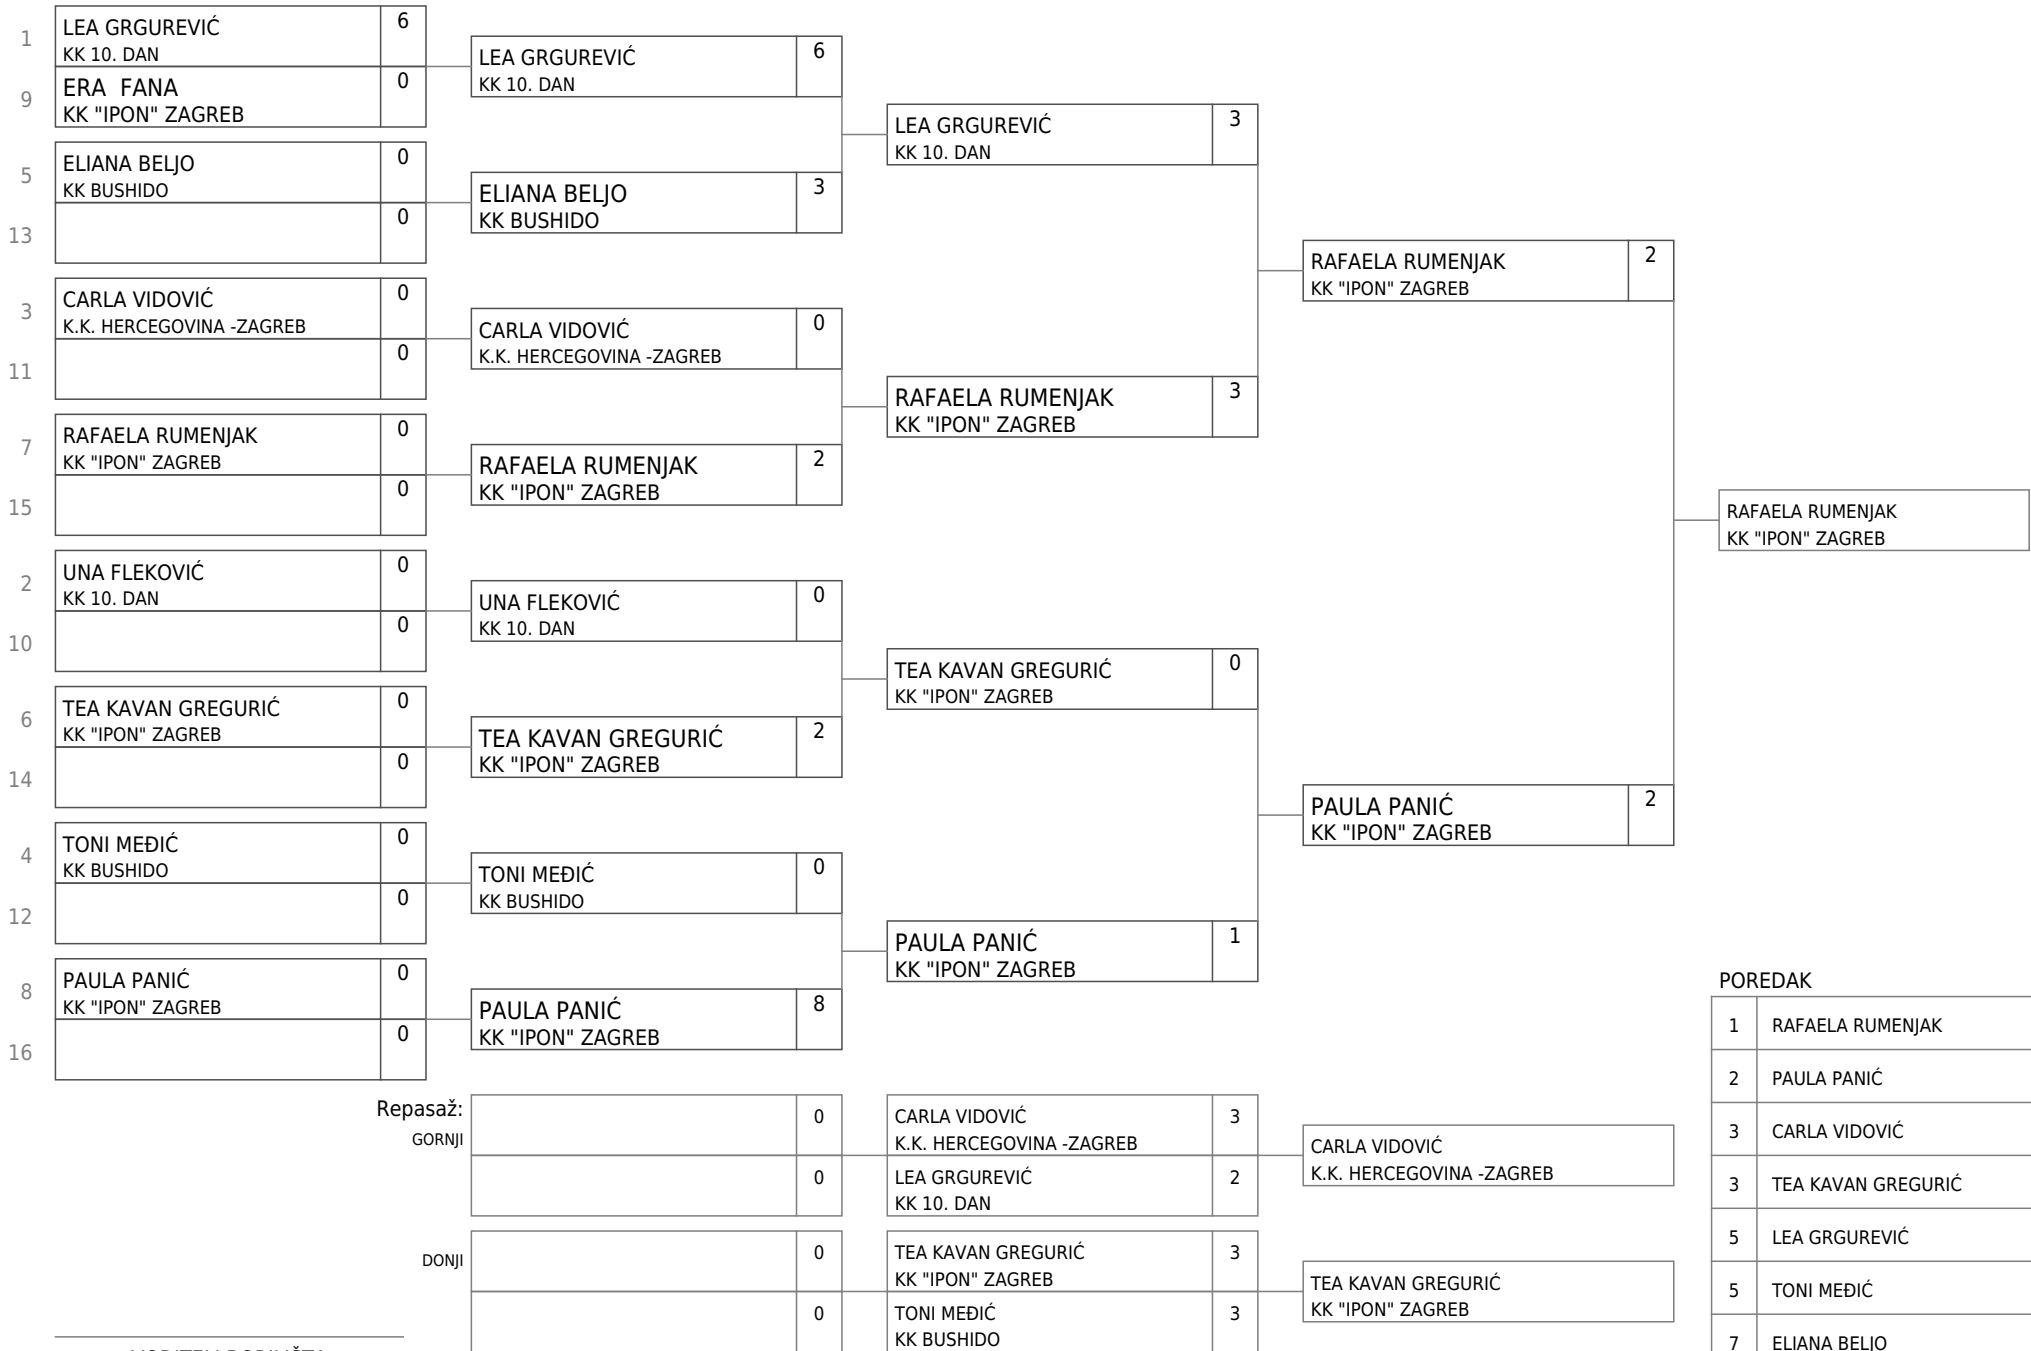 1
LEA GRGUREVIĆ 6
KK 10. DAN
9
ERA  FANA 0
KK "IPON" ZAGREB
5
ELIANA BELJO 0
KK BUSHIDO
13
0
3
CARLA VIDOVIĆ 0
K.K. HERCEGOVINA -ZAGREB
11
0
7
RAFAELA RUMENJAK 0
KK "IPON" ZAGREB
15
0
2
UNA FLEKOVIĆ 0
KK 10. DAN
10
0
6
TEA KAVAN GREGURIĆ 0
KK "IPON" ZAGREB
14
0
4
TONI MEĐIĆ 0
KK BUSHIDO
12
0
8
PAULA PANIĆ 0
KK "IPON" ZAGREB
16
0
LEA GRGUREVIĆ 6
KK 10. DAN
ELIANA BELJO 3
KK BUSHIDO
CARLA VIDOVIĆ 0
K.K. HERCEGOVINA -ZAGREB
RAFAELA RUMENJAK 2
KK "IPON" ZAGREB
UNA FLEKOVIĆ 0
KK 10. DAN
TEA KAVAN GREGURIĆ 2
KK "IPON" ZAGREB
TONI MEĐIĆ 0
KK BUSHIDO
PAULA PANIĆ 8
KK "IPON" ZAGREB
LEA GRGUREVIĆ 3
KK 10. DAN
RAFAELA RUMENJAK 3
KK "IPON" ZAGREB
TEA KAVAN GREGURIĆ 0
KK "IPON" ZAGREB
PAULA PANIĆ 1
KK "IPON" ZAGREB
RAFAELA RUMENJAK 2
KK "IPON" ZAGREB
PAULA PANIĆ 2
KK "IPON" ZAGREB
RAFAELA RUMENJAK
KK "IPON" ZAGREB
Repasaž:
GORNJI
0
0
CARLA VIDOVIĆ 3
K.K. HERCEGOVINA -ZAGREB
LEA GRGUREVIĆ 2
KK 10. DAN
CARLA VIDOVIĆ
K.K. HERCEGOVINA -ZAGREB
DONJI
0
0
TEA KAVAN GREGURIĆ 3
KK "IPON" ZAGREB
TONI MEĐIĆ 3
KK BUSHIDO
TEA KAVAN GREGURIĆ
KK "IPON" ZAGREB
POREDAK
1 RAFAELA RUMENJAK
2 PAULA PANIĆ
3 CARLA VIDOVIĆ
3 TEA KAVAN GREGURIĆ
5 LEA GRGUREVIĆ
5 TONI MEĐIĆ
7 ELIANA BELJO